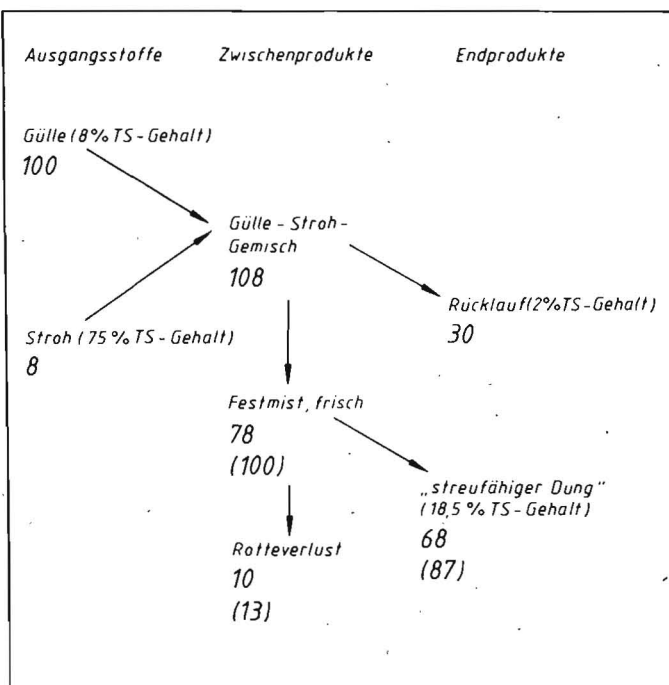 Ausgangsstoffe
Zwischenprodukte
Endprodukte
Gülle (8% TS-Gehalt)
100
Gülle - Stroh -
Gemisch
108
Rücklauf(2%TS-Gehalt)
30
Stroh (75 % TS-Gehalt)
8
Festmist, frisch
78
(100)
„streufähiger Dung"
(18,5 % TS-Gehalt)
68
(87)
Rotteverlust
10
(13)